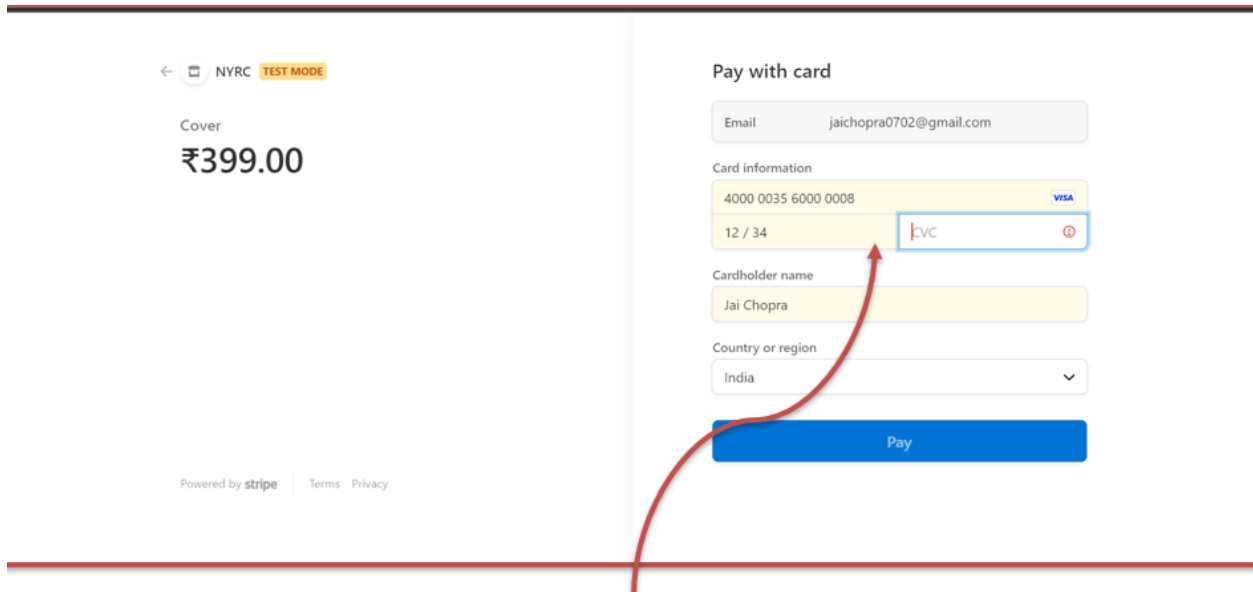 NYRC TEST MODE
Cover
₹399.00
Powered by stripe Terms Privacy
Pay with card
Email jaichopra0702@gmail.com
Card information
4000 0035 6000 0008 VISA
12 / 34 CVC
Cardholder name
Jai Chopra
Country or region
India
Pay